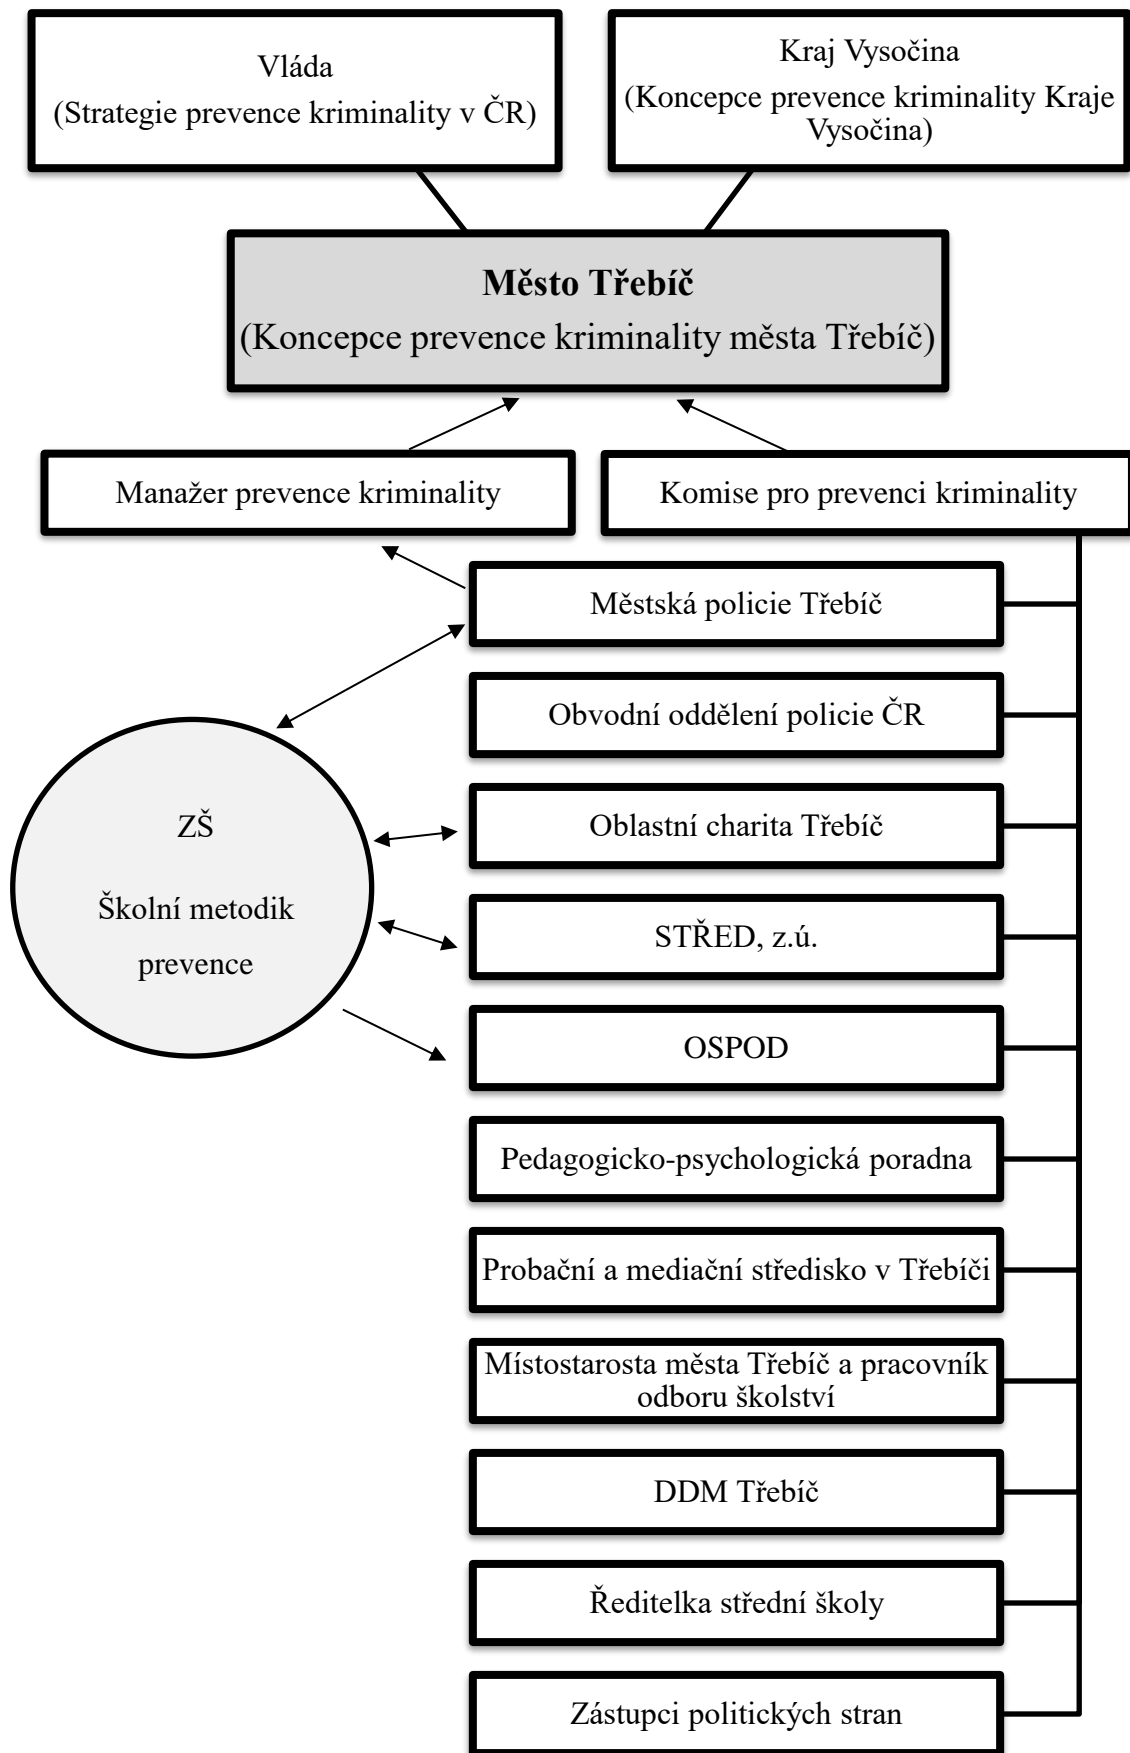 Vláda
(Strategie prevence kriminality v ČR)
Kraj Vysočina
(Koncepce prevence kriminality Kraje
Vysočina)
Město Třebíč
(Koncepce prevence kriminality města Třebíč)
Manažer prevence kriminality
Komise pro prevenci kriminality
Městská policie Třebíč
Obvodní oddělení policie ČR
Oblastní charita Třebíč
ZŠ
Školní metodik
prevence
STŘED, z.ú.
OSPOD
Pedagogicko-psychologická poradna
Probační a mediační středisko v Třebíči
Místostarosta města Třebíč a pracovník
odboru školství
DDM Třebíč
Ředitelka střední školy
Zástupci politických stran